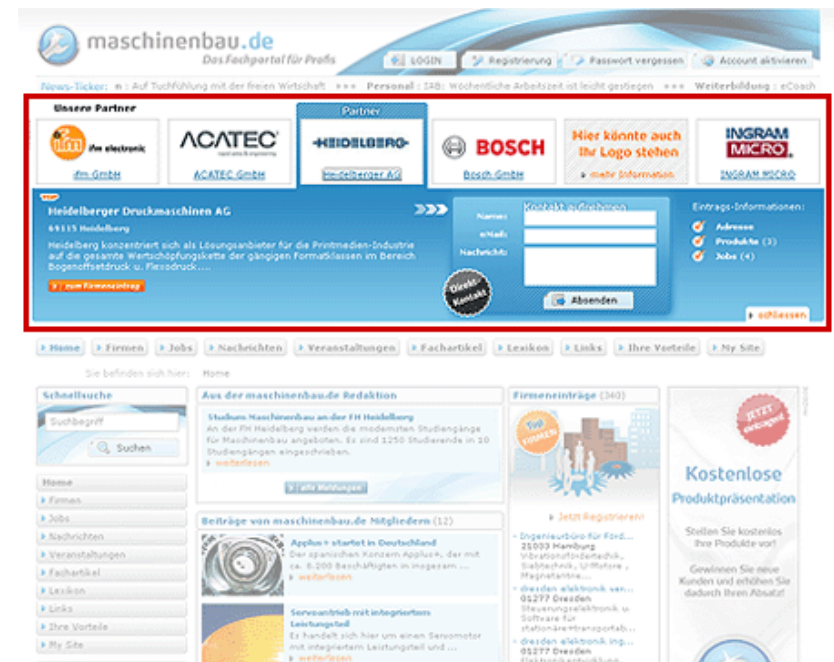 maschinenbau.de
Das Fachportal für Profis
LOGIN
Registrierung
Passwort vergessen
Account aktivieren
News-Ticker: n : Auf Tuchfühlung mit der freien Wirtschaft +++ Personal : IAB: Wöchentliche Arbeitszeit ist leicht gestiegen +++ Weiterbildung : eCoach
Unsere Partner
Partner
ifm electronic
ACATEC
HEIDELBERG
BOSCH
Hier könnte auch
Ihr Logo stehen
mehr Information
INGRAM
MICRO
ifm GmbH
ACATEC GmbH
Heidelberger AG
Bosch GmbH
INGRAM MICRO
TOP
Heidelberger Druckmaschinen AG
69115 Heidelberg
Heidelberg konzentriert sich als Lösungsanbieter für die Printmedien-Industrie
auf die gesamte Wertschöpfungskette der gängigen Formatklassen im Bereich
Bogenoffsetdruck u. Flexodruck....
zum Firmeneintrag
Kontakt aufnehmen
Name:
eMail:
Nachricht:
Direkt-
Kontakt
Absenden
Eintrags-Informationen:
Adresse
Produkte (3)
Jobs (4)
schliessen
Home
Firmen
Jobs
Nachrichten
Veranstaltungen
Fachartikel
Lexikon
Links
Ihre Vorteile
My Site
Sie befinden sich hier: Home
Schnellsuche
Suchbegriff
Suchen
Home
Firmen
Jobs
Nachrichten
Veranstaltungen
Fachartikel
Lexikon
Links
Ihre Vorteile
My Site
Aus der maschinenbau.de Redaktion
Studium Maschinenbau an der FH Heidelberg
An der FH Heidelberg werden die modernsten Studiengänge
für Maschinenbau angeboten. Es sind 1250 Studierende in 10
Studiengängen eingeschrieben.
weiterlesen
alle Meldungen
Beiträge von maschinenbau.de Mitgliedern (12)
Applus+ startet in Deutschland
Der spanischen Konzern Applus+, der mit
ca. 8.200 Beschäftigten in insgesam ...
weiterlesen
Servoantrieb mit integriertem
Leistungsteil
Es handelt sich hier um einen Servomotor
mit integriertem Leistungsteil und ...
weiterlesen
Firmeneinträge (340)
Top
FIRMEN
Jetzt Registrieren!
Ingenieurbüro für Förd...
21033 Hamburg
Vibrationsfördertechnik,
Siebtechnik, U-Motore ,
Magnetantne...
dresden elektronik ver...
01277 Dresden
Steuerungselektronik u.
Software für
stationäre+transportab...
dresden elektronik ing...
01277 Dresden
Elektronikentwicklung
JETZT
eintragen!
Kostenlose
Produktpräsentation
Stellen Sie kostenlos
Ihre Produkte vor!
Gewinnen Sie neue
Kunden und erhöhen Sie
dadurch Ihren Absatz!